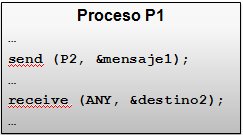 Proceso P1
…
send (P2, &mensaje1);
…
receive (ANY, &destino2);
…